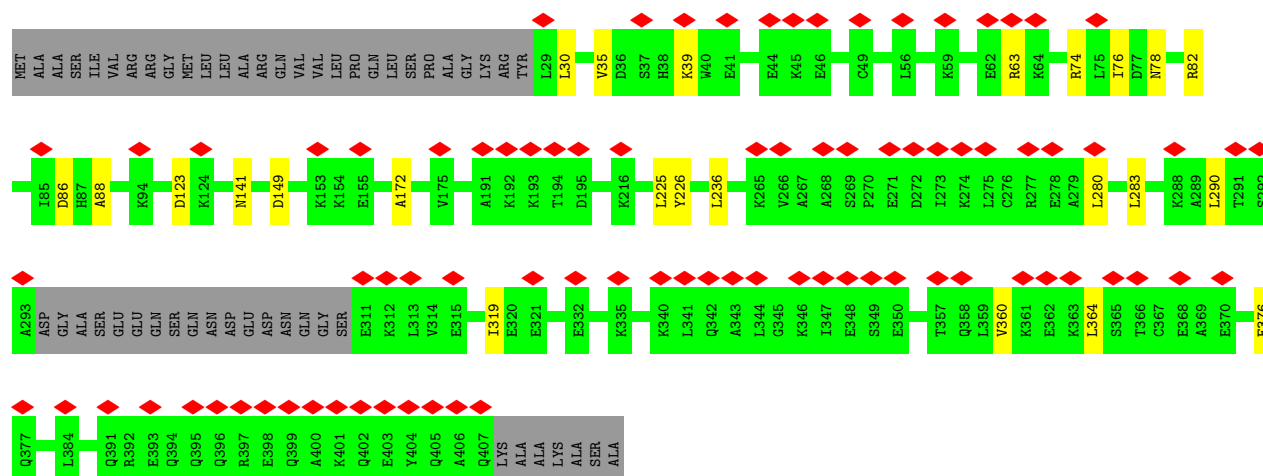 MET ALA ALA SER ILE VAL ARG ARG GLY MET LEU LEU ALA ARG GLN VAL VAL LEU PRO GLN LEU SER PRO ALA GLY LYS ARG TYR L29 L30 V35 D36 S37 H38 K39 W40 E41 E44 K45 E46 C49 L56 K59 E62 R63 K64 R74 L75 I76 D77 N78 R82
I85 D86 H87 A88 K94 D123 K124 N141 D149 K153 K154 E155 A172 V175 A191 K192 K193 T194 D195 K216 L225 Y226 L236 K265 V266 A267 A268 S269 P270 E271 D272 I273 K274 L275 C276 R277 E278 A279 L280 L283 K288 A289 L290 T291 S292
A293 ASP GLY ALA SER GLU GLU GLN SER GLN ASN ASP GLU ASP ASN GLN GLY SER E311 K312 L313 V314 E315 I319 E320 E321 E332 K335 K340 L341 Q342 A343 L344 G345 K346 I347 E348 S349 E350 T357 Q358 L359 V360 K361 E362 K363 L364 S365 T366 C367 E368 A369 E370
Q377 L384 Q391 R392 E393 Q394 Q395 Q396 R397 E398 Q399 A400 K401 Q402 E403 Y404 Q405 A406 Q407 LYS ALA ALA LYS ALA SER ALA